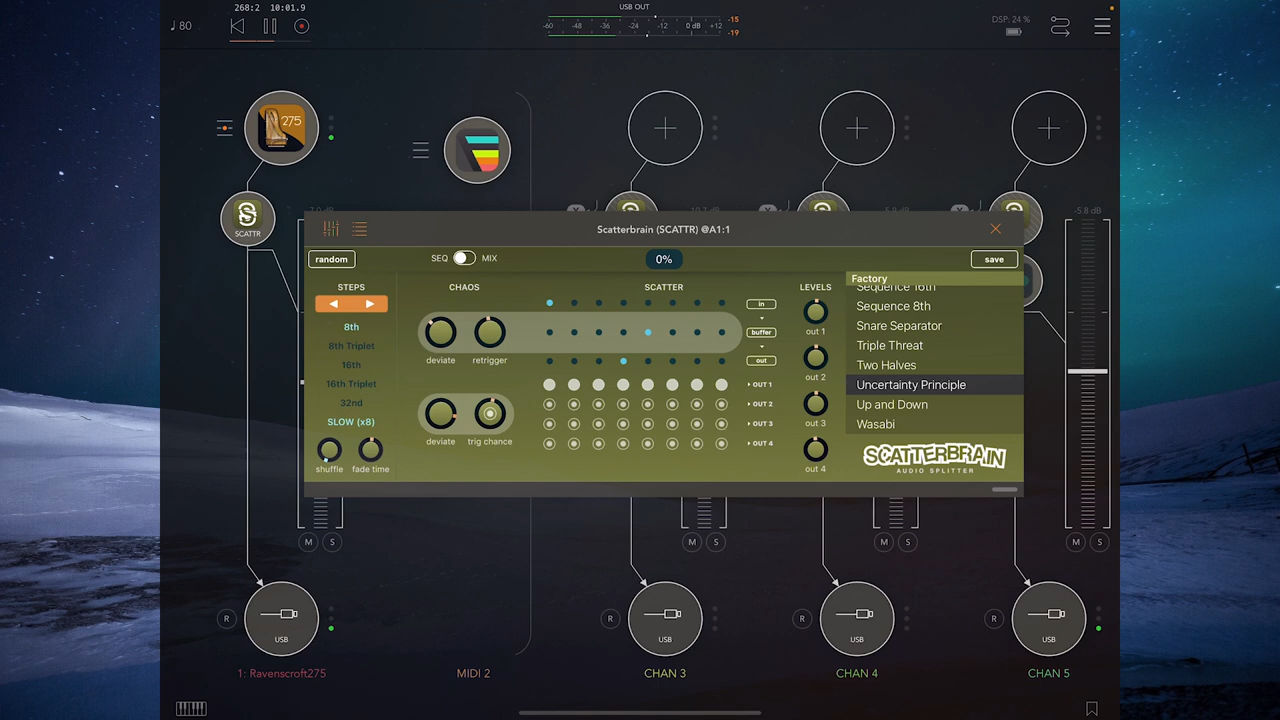 268:2 10:01.9
♩ 80
USB OUT
-60 -48 -36 -24 -12 0 dB +12
-15
-19
DSP: 24 %
275
SCATTR
-5.8 dB
Scatterbrain (SCATTR) @A1:1
random
SEQ MIX
0%
save
STEPS
CHAOS
SCATTER
LEVELS
Factory
Sequence 16th
Sequence 8th
Snare Separator
Triple Threat
Two Halves
Uncertainty Principle
Up and Down
Wasabi
8th
8th Triplet
16th
16th Triplet
32nd
SLOW (x8)
shuffle fade time
deviate retrigger
deviate trig chance
in
buffer
out
OUT 1
OUT 2
OUT 3
OUT 4
out 1
out 2
out 3
out 4
SCATTERBRAIN
AUDIO SPLITTER
M S
M S
M S
M S
R
USB
R
USB
R
USB
R
USB
1: Ravenscroft275
MIDI 2
CHAN 3
CHAN 4
CHAN 5